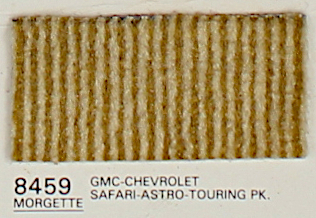 8459 GMC-CHEVROLET
MORGETTE SAFARI-ASTRO-TOURING PK.